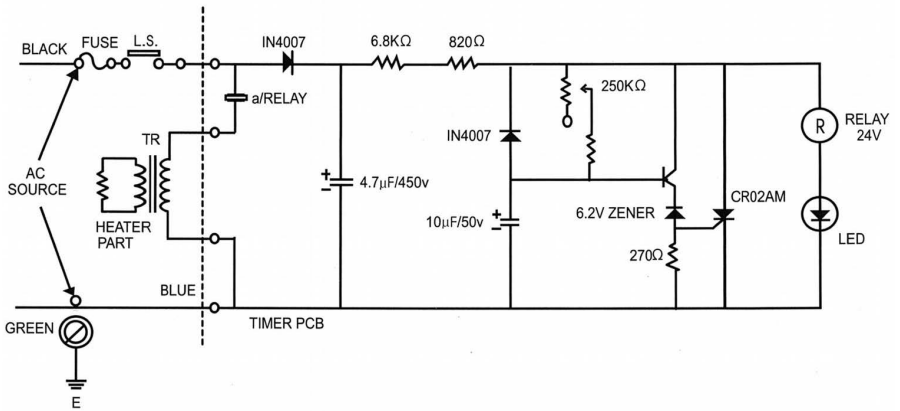 BLACK
FUSE
L.S.
IN4007
6.8KΩ
820Ω
a/RELAY
250KΩ
RELAY
24V
R
IN4007
TR
AC
SOURCE
4.7µF/450v
HEATER
PART
10µF/50v
6.2V ZENER
CR02AM
LED
270Ω
BLUE
GREEN
TIMER PCB
E